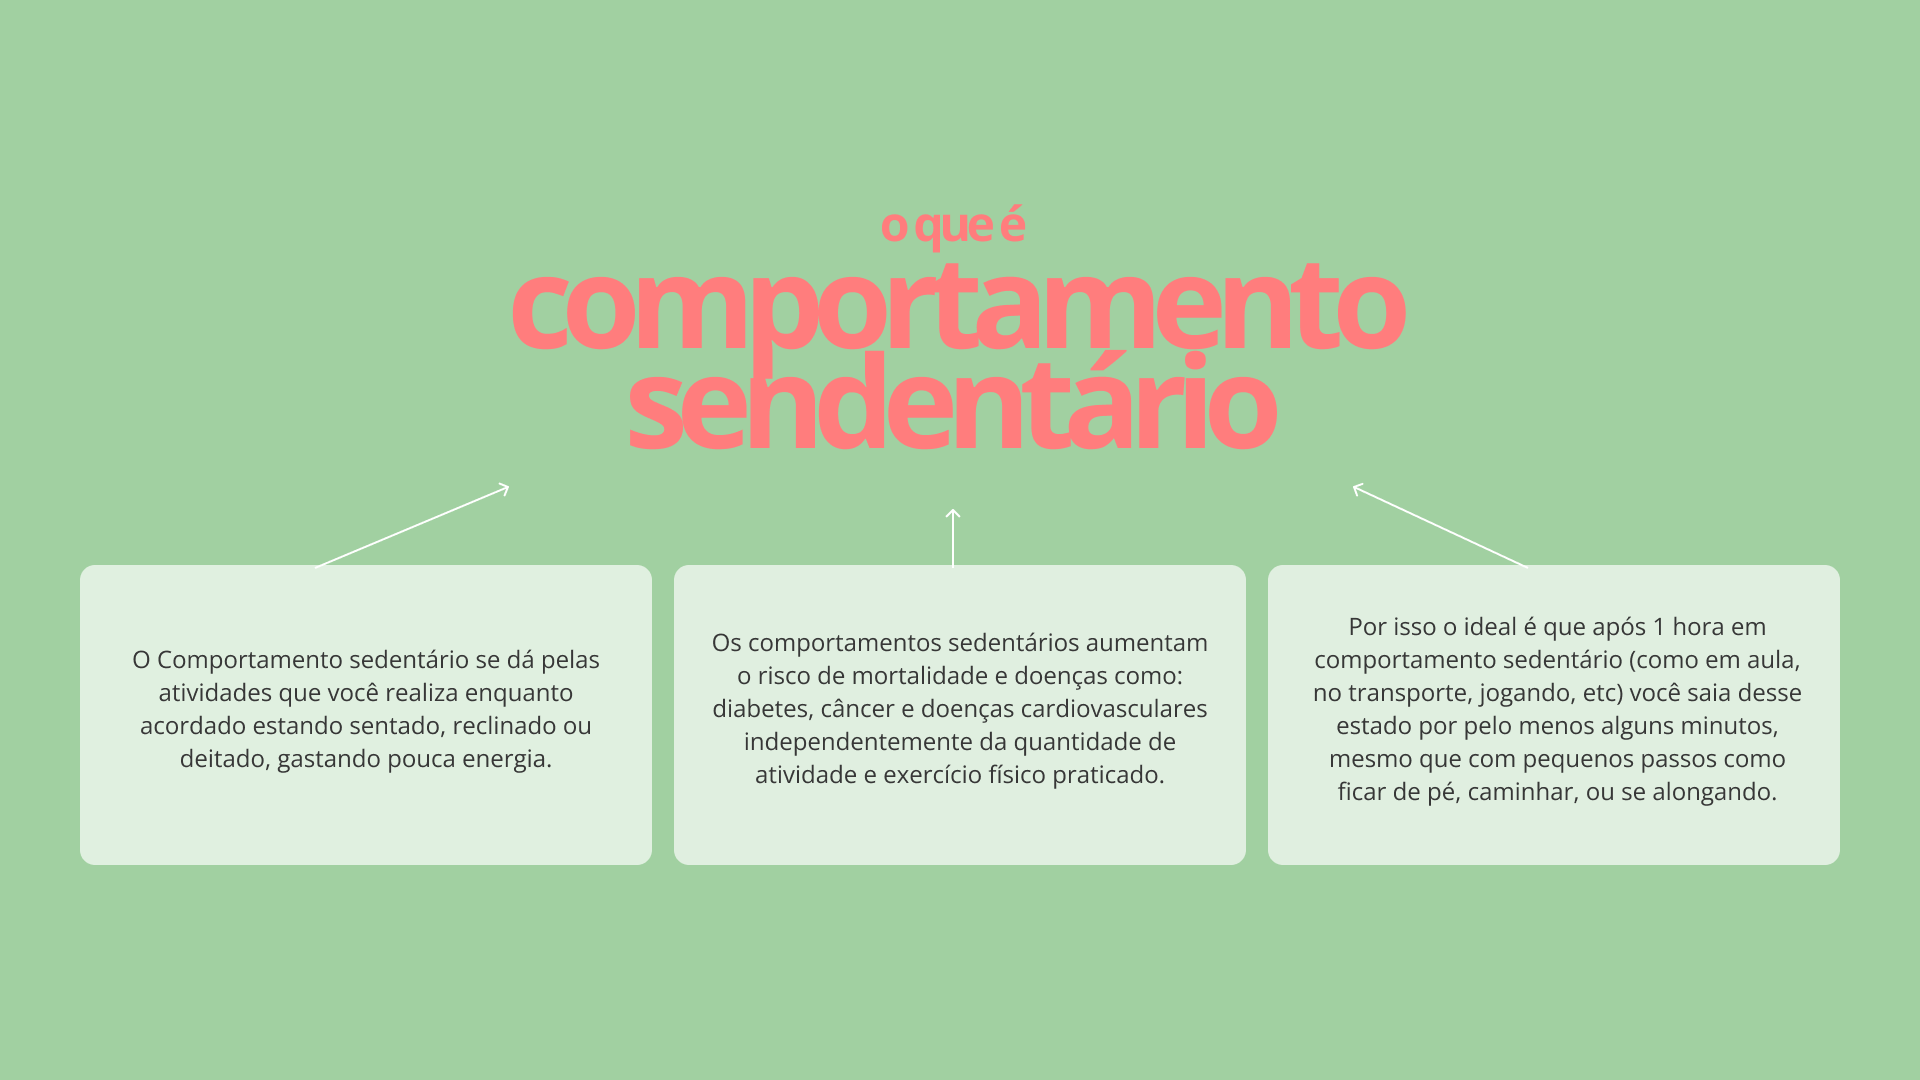 o que é
comportamento
sendentário
O Comportamento sedentário se dá pelas
atividades que você realiza enquanto
acordado estando sentado, reclinado ou
deitado, gastando pouca energia.
Os comportamentos sedentários aumentam
o risco de mortalidade e doenças como:
diabetes, câncer e doenças cardiovasculares
independentemente da quantidade de
atividade e exercício físico praticado.
Por isso o ideal é que após 1 hora em
comportamento sedentário (como em aula,
no transporte, jogando, etc) você saia desse
estado por pelo menos alguns minutos,
mesmo que com pequenos passos como
ficar de pé, caminhar, ou se alongando.